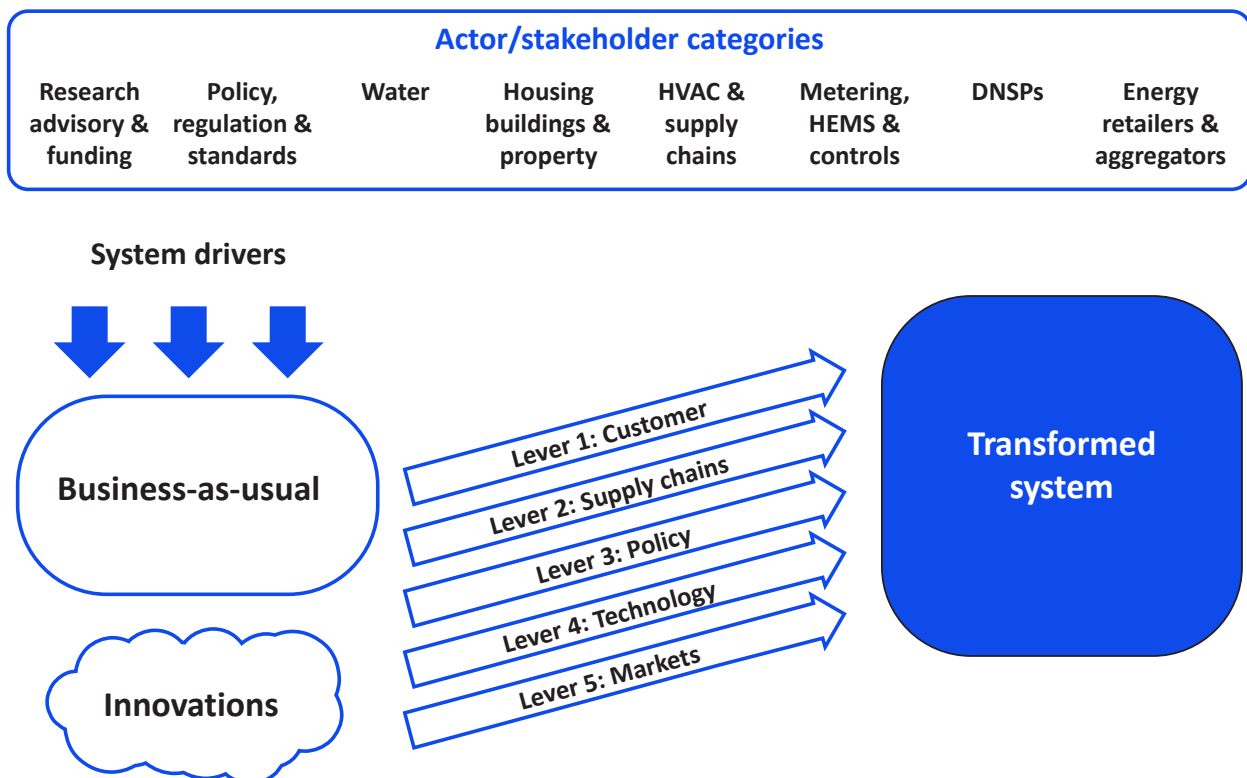 Actor/stakeholder categories
Research
advisory &
funding
Policy,
regulation &
standards
Water
Housing
buildings &
property
HVAC &
supply
chains
Metering,
HEMS &
controls
DNSPs
Energy
retailers &
aggregators
System drivers
Business-as-usual
Innovations
Lever 1: Customer
Lever 2: Supply chains
Lever 3: Policy
Lever 4: Technology
Lever 5: Markets
Transformed
system